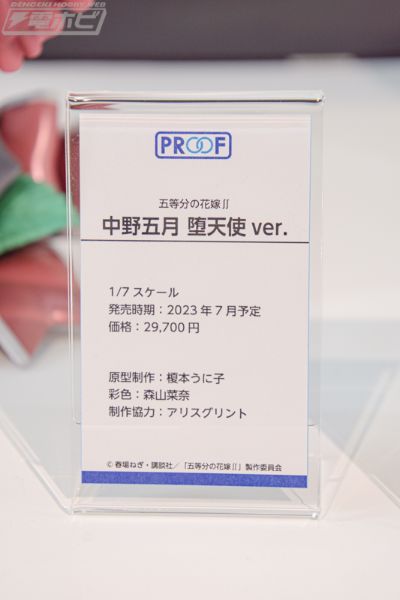 DENGEKI HOBBY WEB
電ホビ
PROOF
五等分の花嫁∬
中野五月 堕天使 ver.
1/7 スケール
発売時期：2023 年 7 月予定
価格：29,700 円
原型制作：榎本うに子
彩色：森山菜奈
制作協力：アリスグリント
© 春場ねぎ・講談社／「五等分の花嫁∬」製作委員会